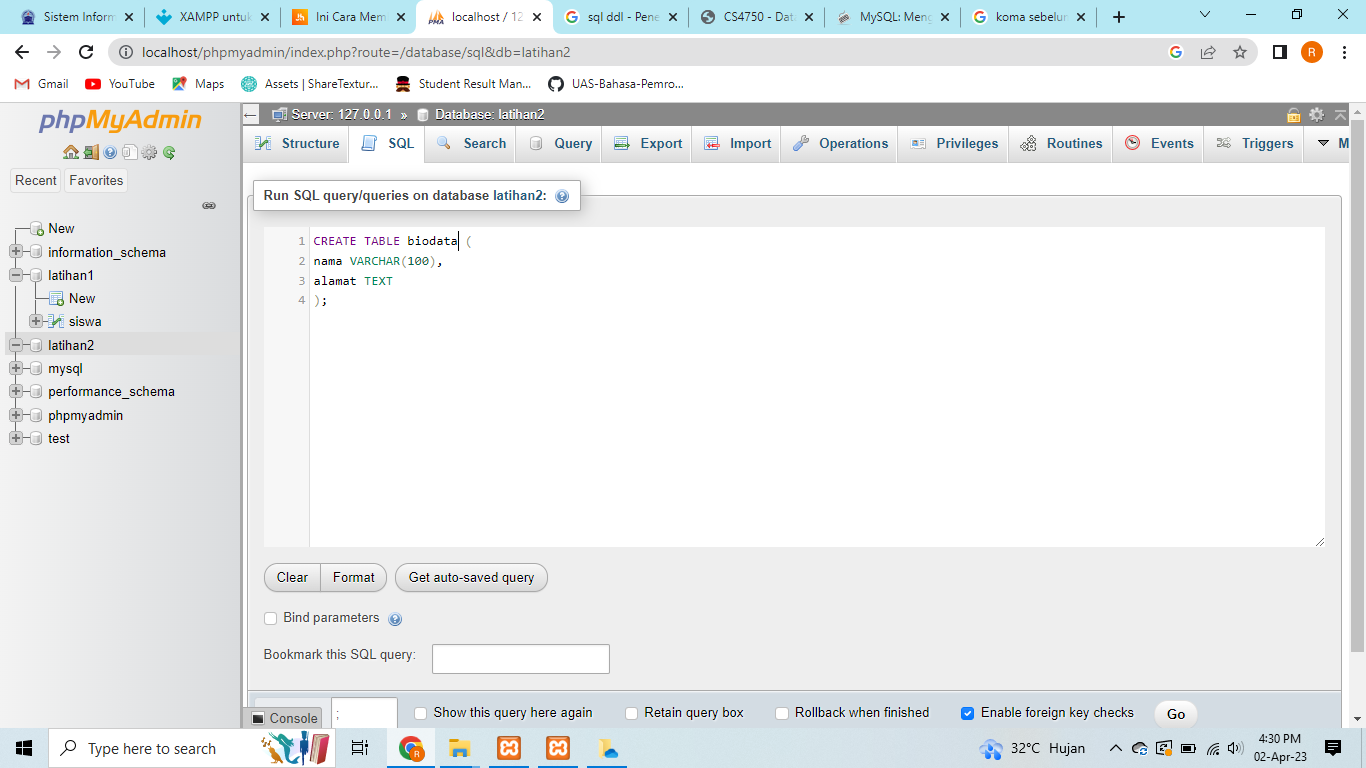 Sistem Inforn
XAMPP untuk
Ini Cara Mem
localhost / 12
sql ddl - Pene
CS4750 - Dat
MySQL: Meng
koma sebelur
localhost/phpmyadmin/index.php?route=/database/sql&db=latihan2
R
Gmail
YouTube
Maps
Assets | ShareTextur...
Student Result Man...
UAS-Bahasa-Pemro...
phpMyAdmin
Recent
Favorites
New
information_schema
latihan1
New
siswa
latihan2
mysql
performance_schema
phpmyadmin
test
Server: 127.0.0.1 » Database: latihan2
Structure
SQL
Search
Query
Export
Import
Operations
Privileges
Routines
Events
Triggers
M
Run SQL query/queries on database latihan2:
1 CREATE TABLE biodata (
2 nama VARCHAR(100),
3 alamat TEXT
4 );
Clear
Format
Get auto-saved query
Bind parameters
Bookmark this SQL query:
Console
;
Show this query here again
Retain query box
Rollback when finished
Enable foreign key checks
Go
Type here to search
32°C Hujan
4:30 PM
02-Apr-23